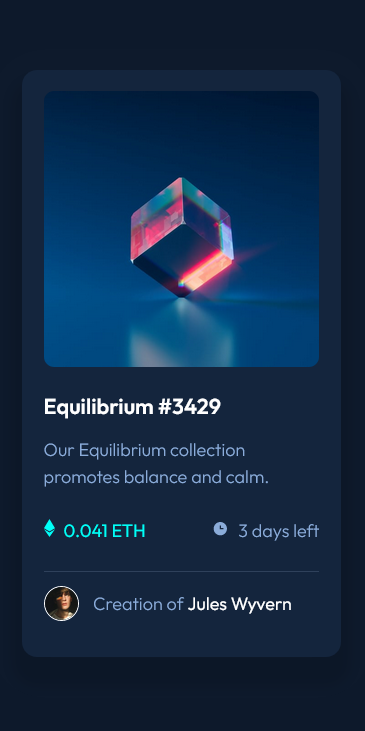 Equilibrium #3429
Our Equilibrium collection
promotes balance and calm.
0.041 ETH 3 days left
Creation of Jules Wyvern